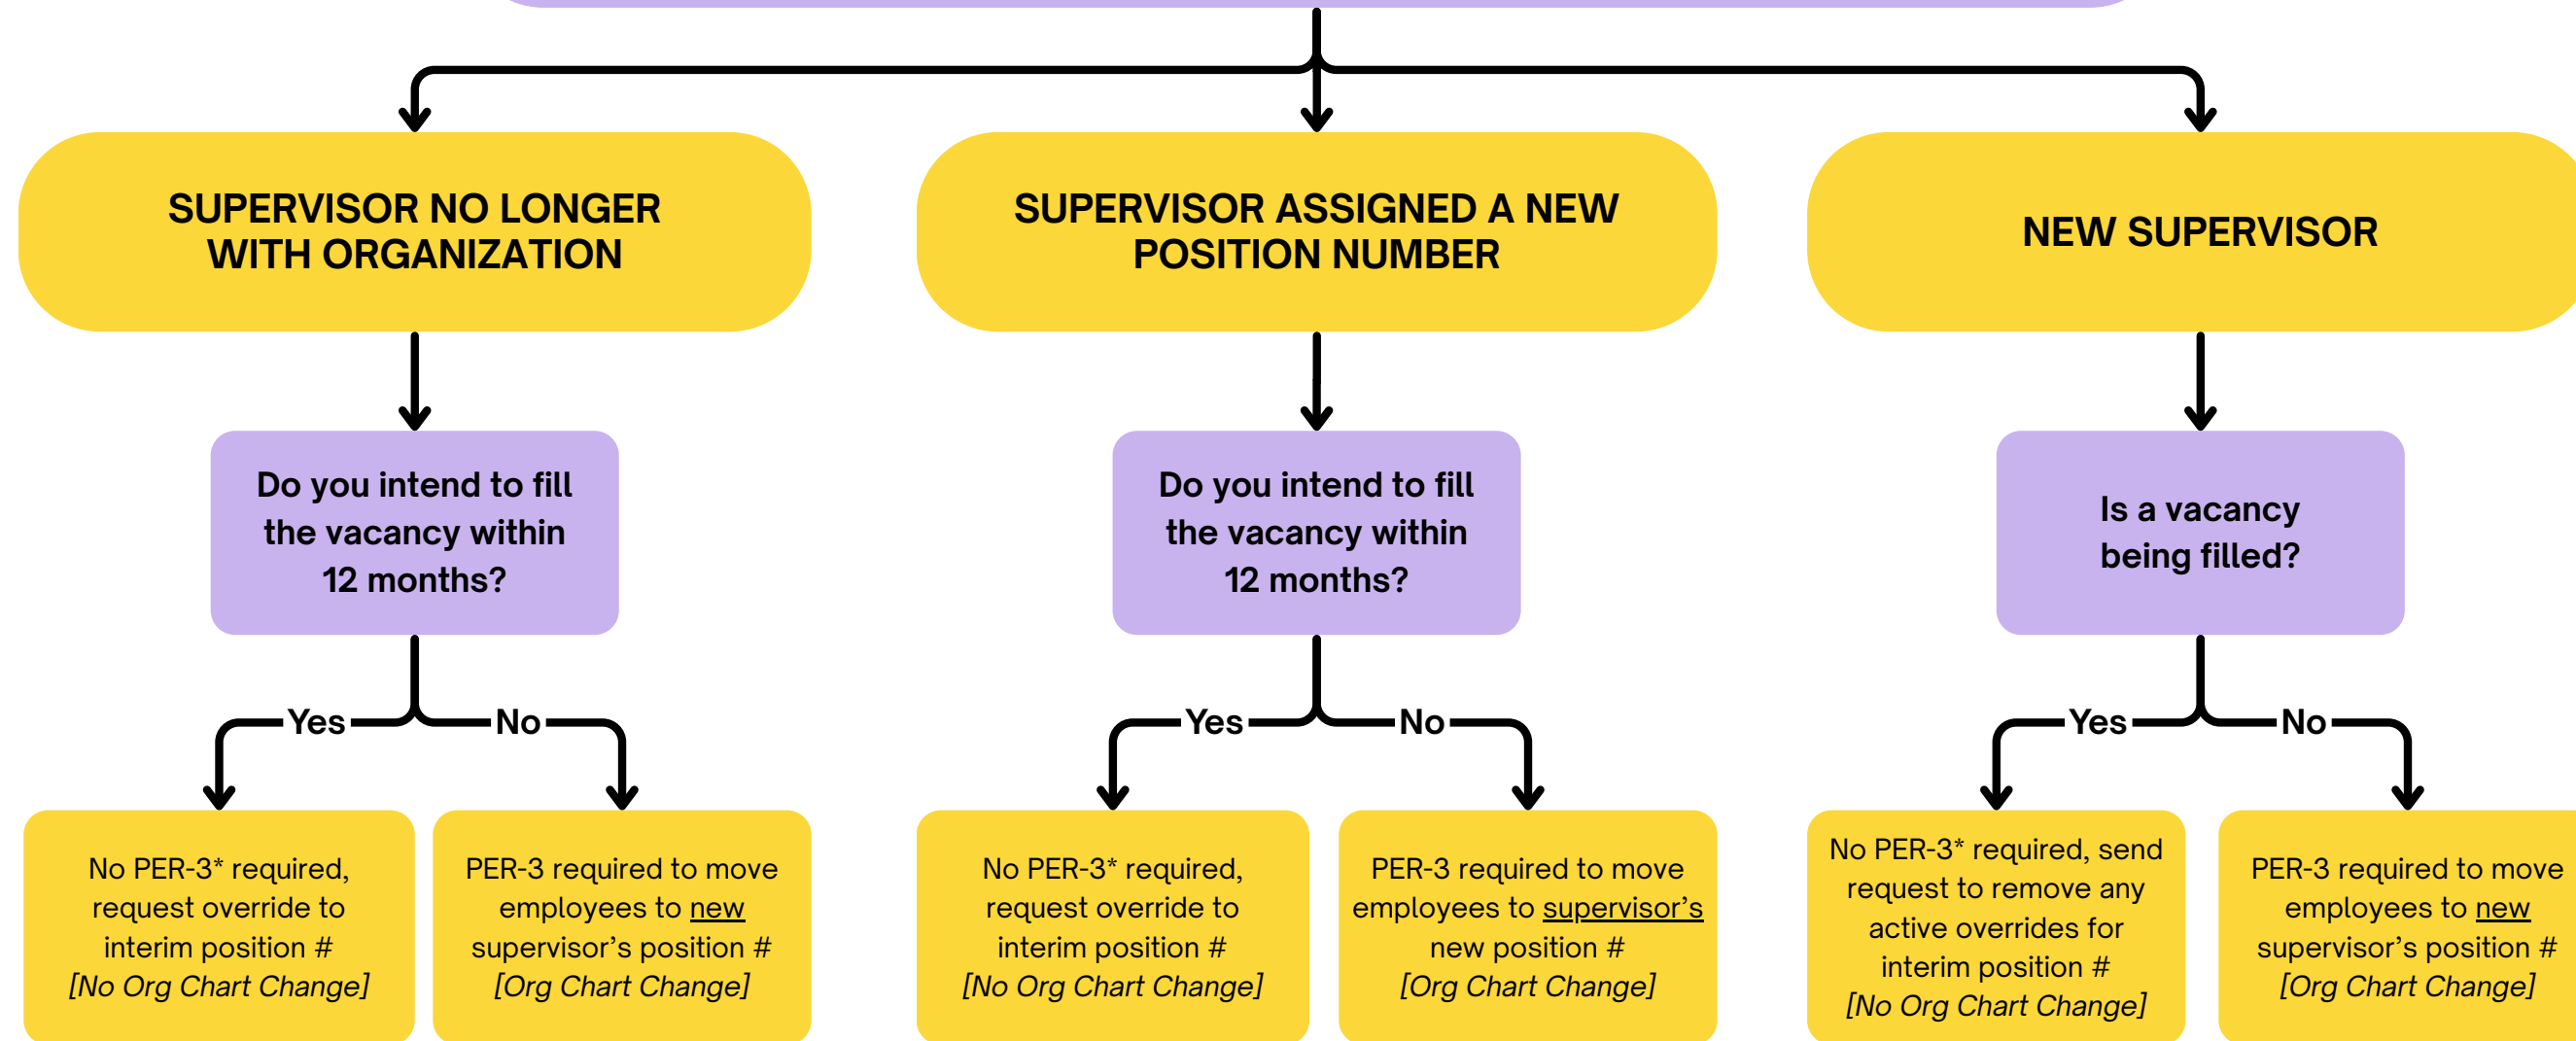 SUPERVISOR NO LONGER
WITH ORGANIZATION
SUPERVISOR ASSIGNED A NEW
POSITION NUMBER
NEW SUPERVISOR
Do you intend to fill
the vacancy within
12 months?
Do you intend to fill
the vacancy within
12 months?
Is a vacancy
being filled?
Yes
No
Yes
No
Yes
No
No PER-3* required,
request override to
interim position #
[No Org Chart Change]
PER-3 required to move
employees to new
supervisor's position #
[Org Chart Change]
No PER-3* required,
request override to
interim position #
[No Org Chart Change]
PER-3 required to move
employees to supervisor's
new position #
[Org Chart Change]
No PER-3* required, send
request to remove any
active overrides for
interim position #
[No Org Chart Change]
PER-3 required to move
employees to new
supervisor's position #
[Org Chart Change]